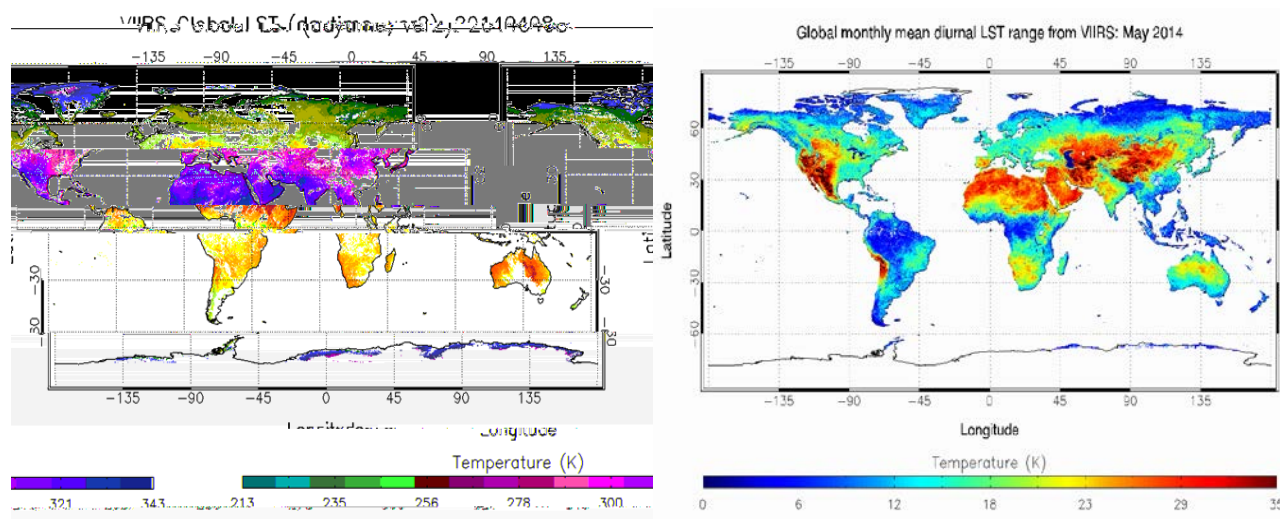 VIIRS Global LST
-135 -90 -45 0 45 90
-30 -30
-135 -90 -45 0 45 90 135
Longitude
Temperature (K)
321 343 213 235 256 278 300
Global monthly mean diurnal LST range from VIIRS: May 2014
-135 -90 -45 0 45 90 135
60
30
0
-30
-60
Latitude
-135 -90 -45 0 45 90 135
Longitude
Temperature (K)
0 6 12 18 23 29